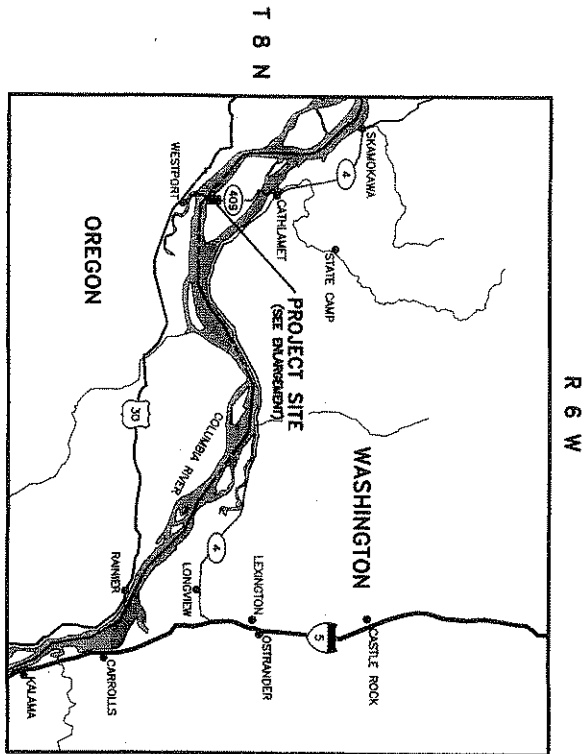 T 8 N
R 6 W
SKAMOKAWA
4
CATHLAMET
409
WESTPORT
STATE CAMP
OREGON
PROJECT SITE
(SEE ENLARGEMENT)
WASHINGTON
30
COLUMBIA RIVER
4
LEXINGTON
OSTRANDER
CASTLE ROCK
5
LONGVIEW
RAINIER
CARROLLS
KALAMA